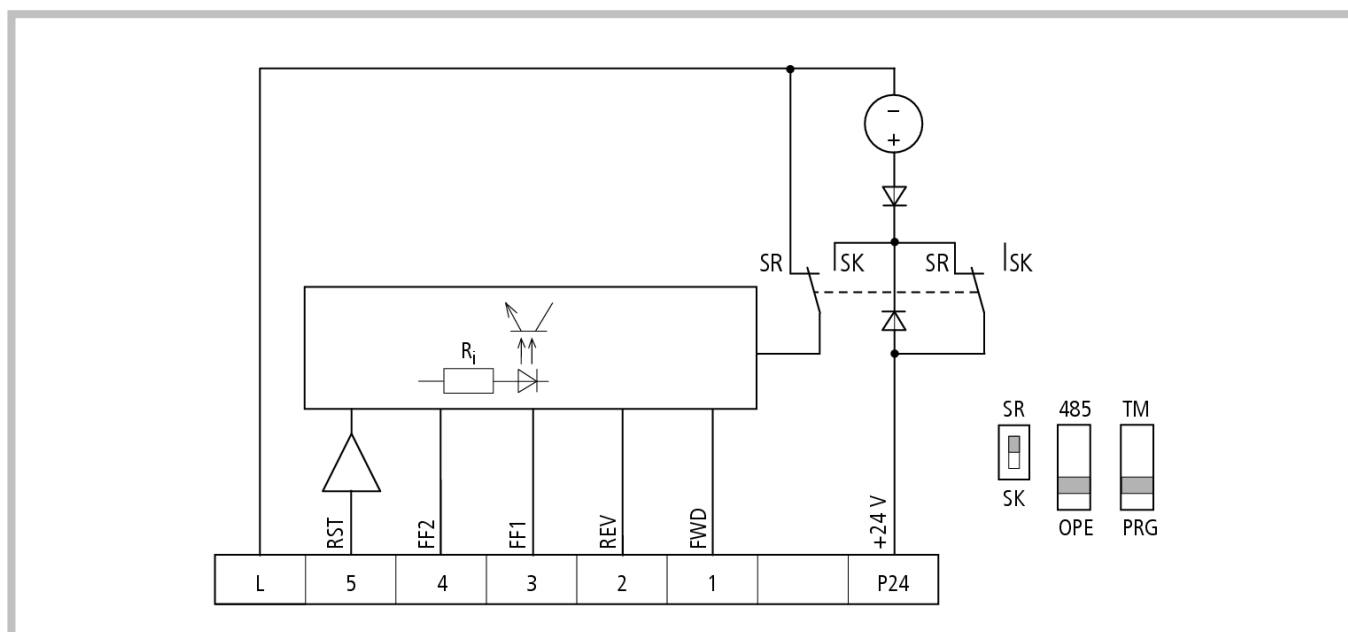 −
+
SR
SK
SR
SK
Ri
SR
485
TM
SK
OPE
PRG
RST
FF2
FF1
REV
FWD
+24 V
L
5
4
3
2
1
P24